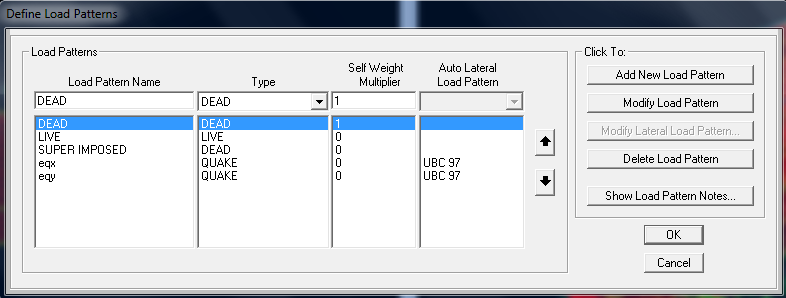 Define Load Patterns
Load Patterns
Click To:
Load Pattern Name Type Self Weight Multiplier Auto Lateral Load Pattern
DEAD DEAD 1
DEAD DEAD 1
LIVE LIVE 0
SUPER IMPOSED DEAD 0
eqx QUAKE 0 UBC 97
eqy QUAKE 0 UBC 97
Add New Load Pattern
Modify Load Pattern
Modify Lateral Load Pattern...
Delete Load Pattern
Show Load Pattern Notes...
OK
Cancel